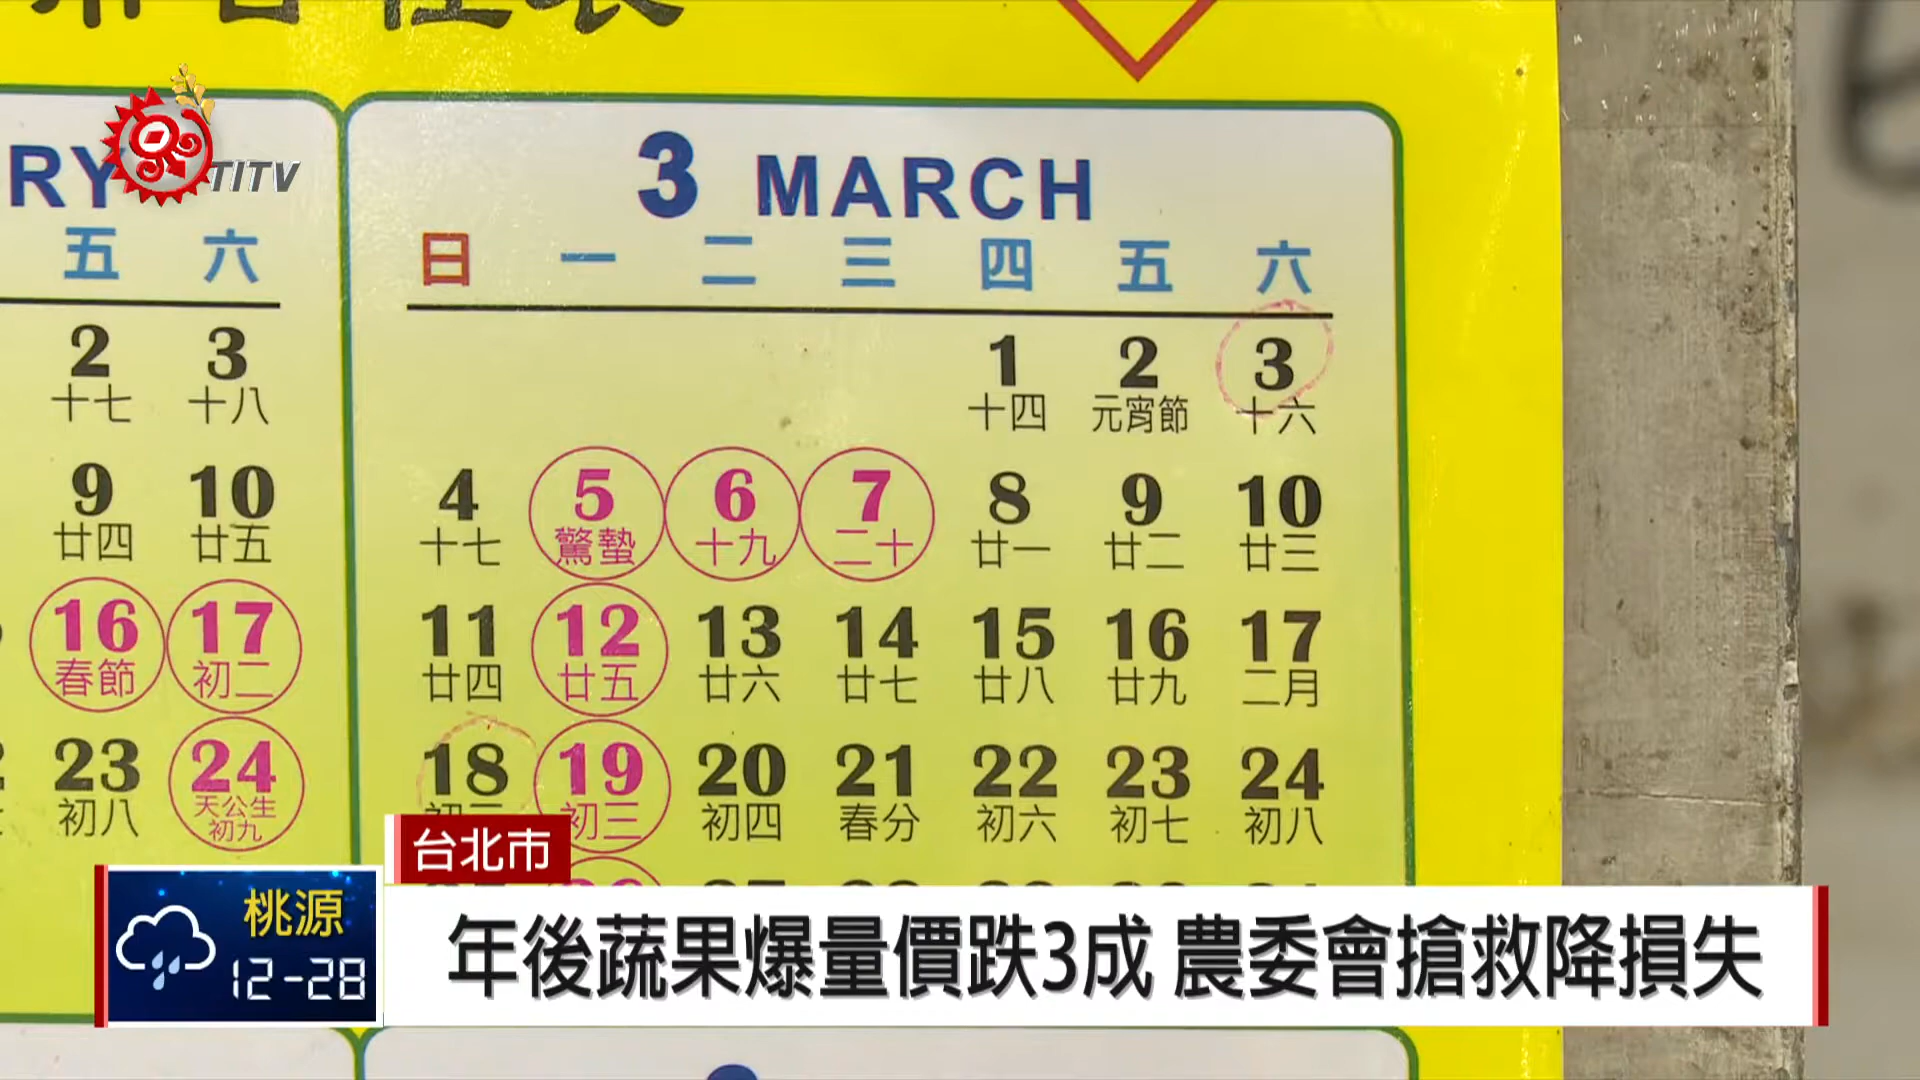 RY
TITV
3 MARCH
五 六
日 一 二 三 四 五 六
2 3
十七 十八
1 2 3
十四 元宵節 十六
9 10
廿四 廿五
4 5 6 7 8 9 10
十七 驚蟄 十九 二十 廿一 廿二 廿三
16 17
春節 初二
11 12 13 14 15 16 17
廿四 廿五 廿六 廿七 廿八 廿九 二月
23 24
初八 天公生
初九
18 19 20 21 22 23 24
初二 初三 初四 春分 初六 初七 初八
台北市
桃源
12-28
年後蔬果爆量價跌3成 農委會搶救降損失